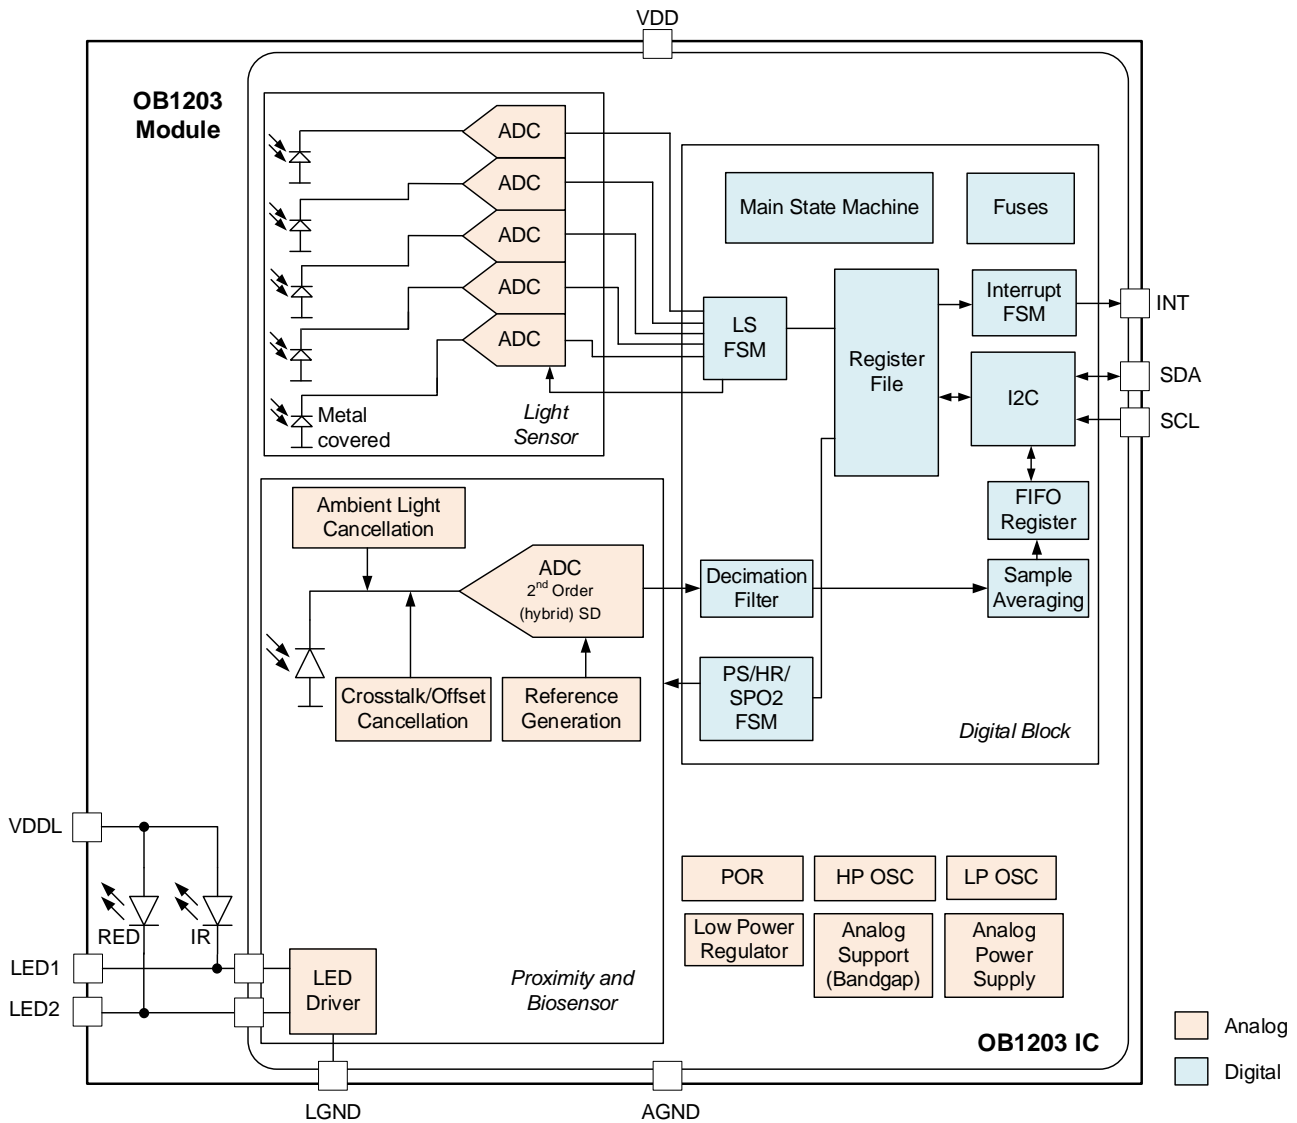 VDD
OB1203
Module
ADC
ADC
ADC
ADC
ADC
Metal
covered
Light
Sensor
Main State Machine
Fuses
LS
FSM
Register
File
Interrupt
FSM
INT
I2C
SDA
SCL
FIFO
Register
Sample
Averaging
Decimation
Filter
PS/HR/
SPO2
FSM
Digital Block
Ambient Light
Cancellation
ADC
2nd Order
(hybrid) SD
Crosstalk/Offset
Cancellation
Reference
Generation
VDDL
RED
IR
LED1
LED2
LED
Driver
Proximity and
Biosensor
POR
HP OSC
LP OSC
Low Power
Regulator
Analog
Support
(Bandgap)
Analog
Power
Supply
OB1203 IC
Analog
Digital
LGND
AGND